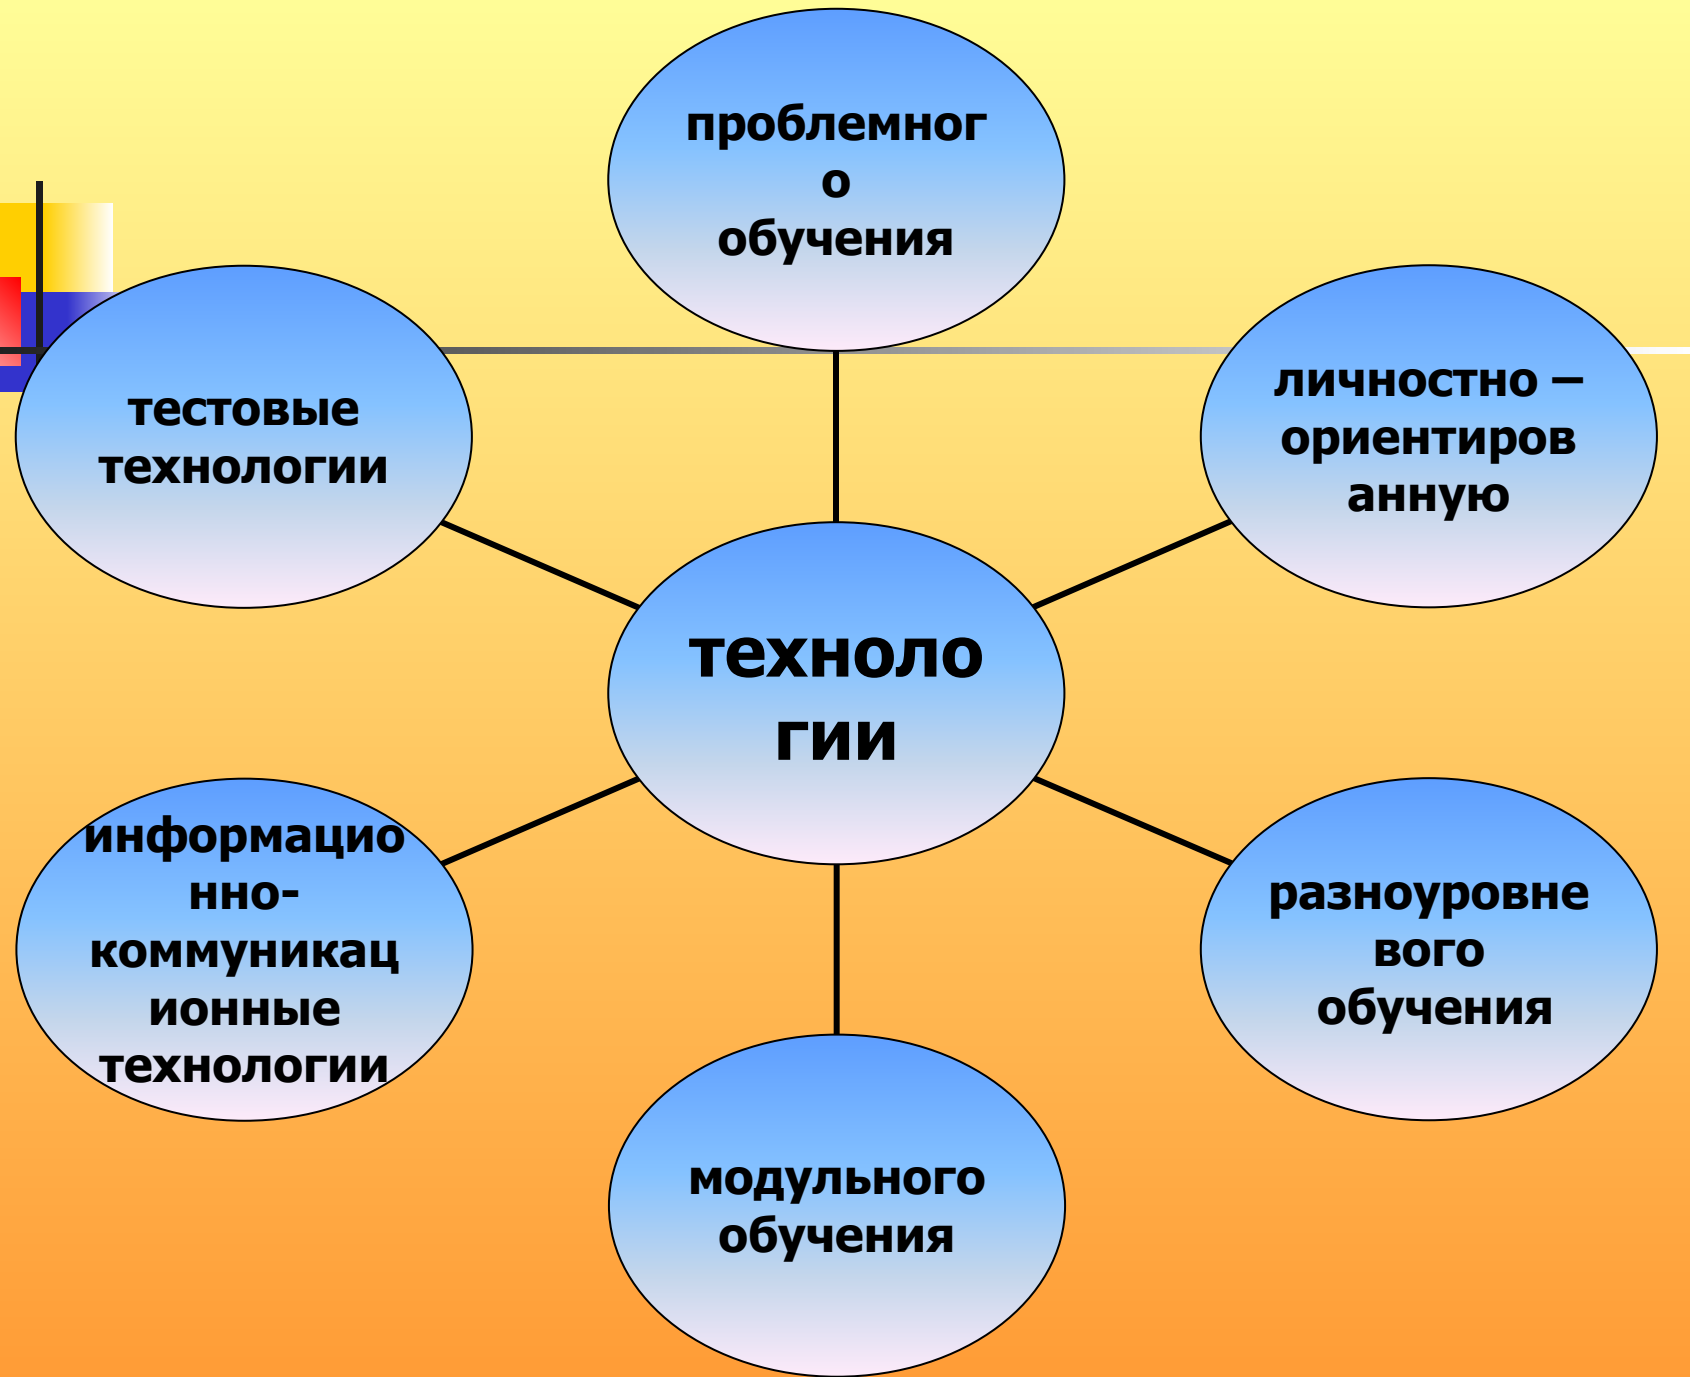 проблемног
о
обучения
тестовые
технологии
личностно –
ориентиров
анную
техноло
гии
информацио
нно-
коммуникац
ионные
технологии
разноуровне
вого
обучения
модульного
обучения